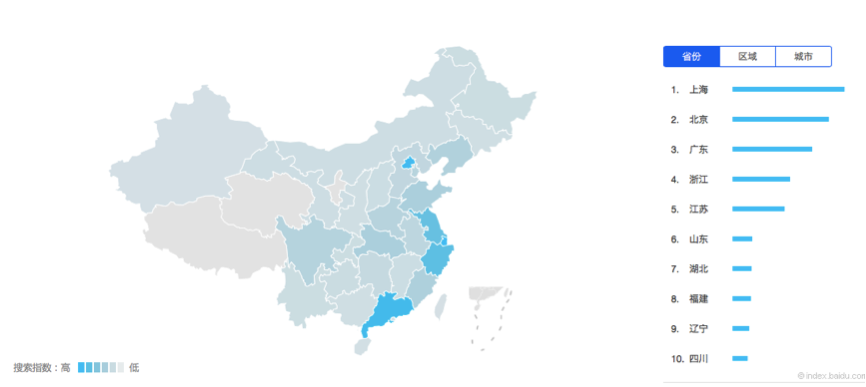 省份 区域 城市
1. 上海
2. 北京
3. 广东
4. 浙江
5. 江苏
6. 山东
7. 湖北
8. 福建
9. 辽宁
10. 四川
搜索指数：高 低
©index.baidu.com